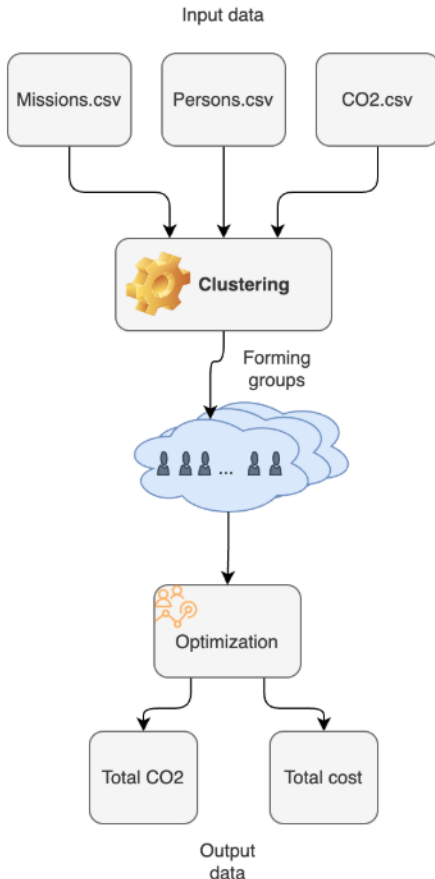 Input data
Missions.csv
Persons.csv
CO2.csv
Clustering
Forming
groups
...
Optimization
Total CO2
Total cost
Output
data